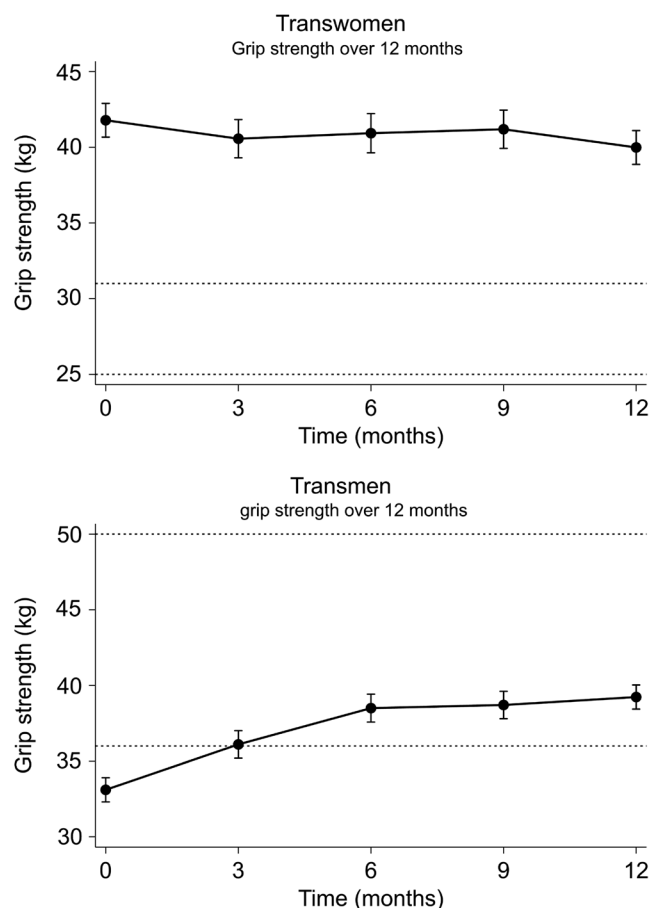 Transwomen
Grip strength over 12 months
45
40
35
30
25
Grip strength (kg)
0 3 6 9 12
Time (months)
Transmen
grip strength over 12 months
50
45
40
35
30
Grip strength (kg)
0 3 6 9 12
Time (months)